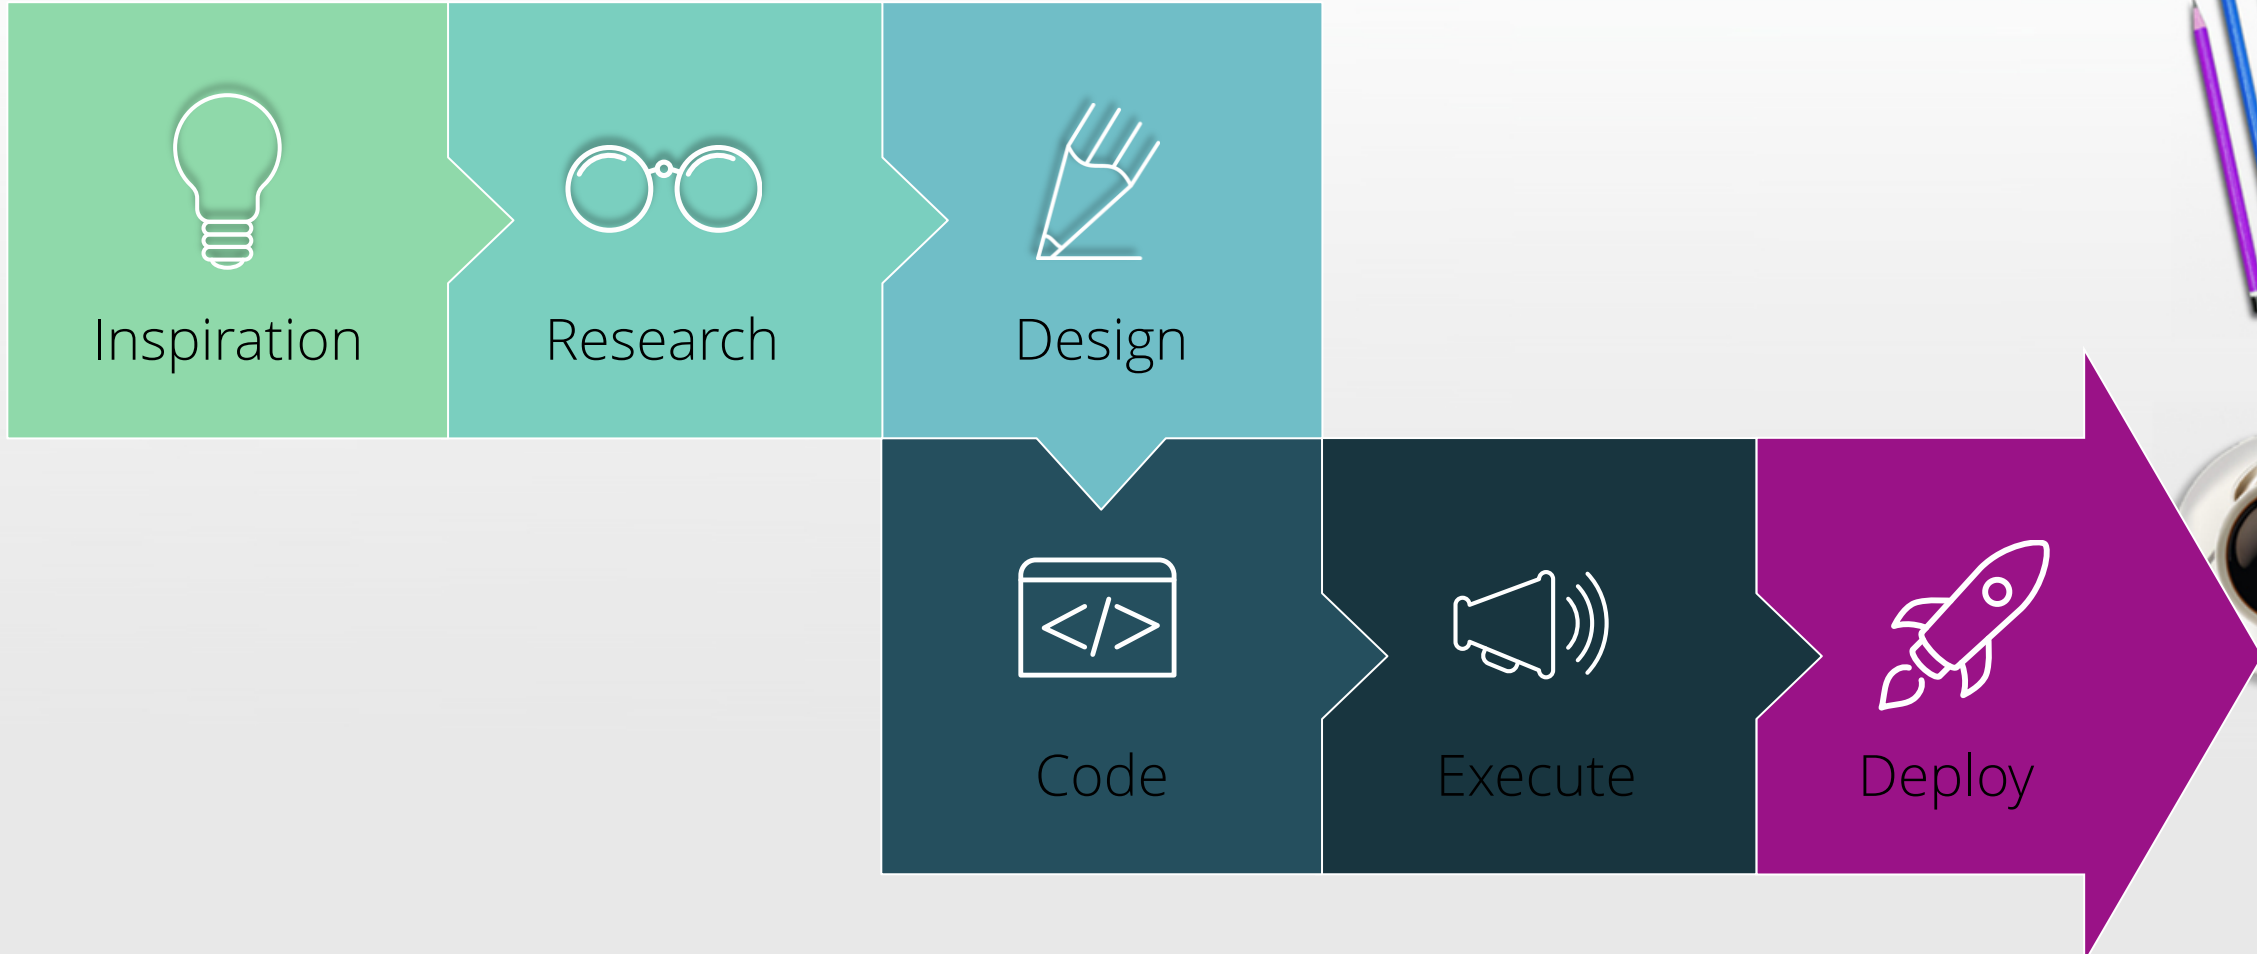 Inspiration
Research
Design
</>
Code
Execute
Deploy